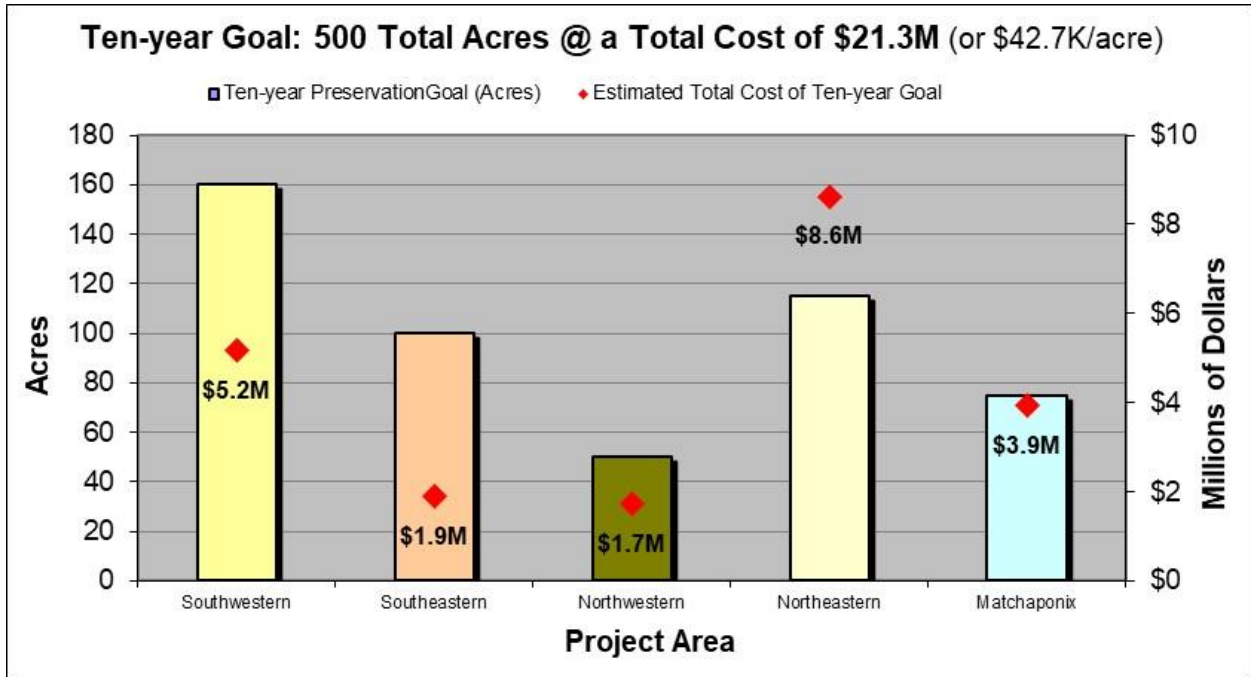 Ten-year Goal: 500 Total Acres @ a Total Cost of $21.3M (or $42.7K/acre)
Ten-year PreservationGoal (Acres) Estimated Total Cost of Ten-year Goal
180
160
140
120
100
80
60
40
20
0
Acres
$5.2M
$1.9M
$1.7M
$8.6M
$3.9M
$10
$8
$6
$4
$2
$0
Millions of Dollars
Southwestern Southeastern Northwestern Northeastern Matchaponix
Project Area